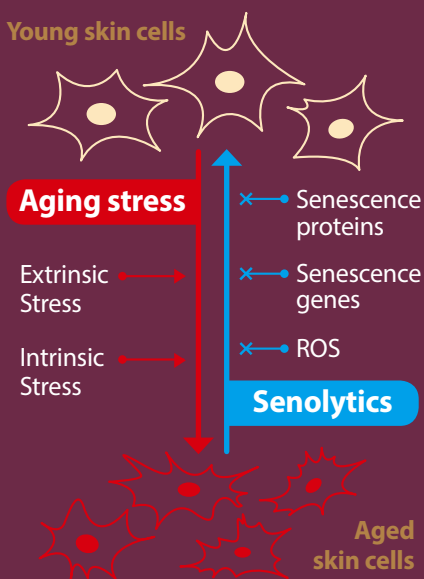 Young skin cells
Aging stress
Senescence
proteins
Extrinsic
Stress
Senescence
genes
Intrinsic
Stress
ROS
Senolytics
Aged
skin cells